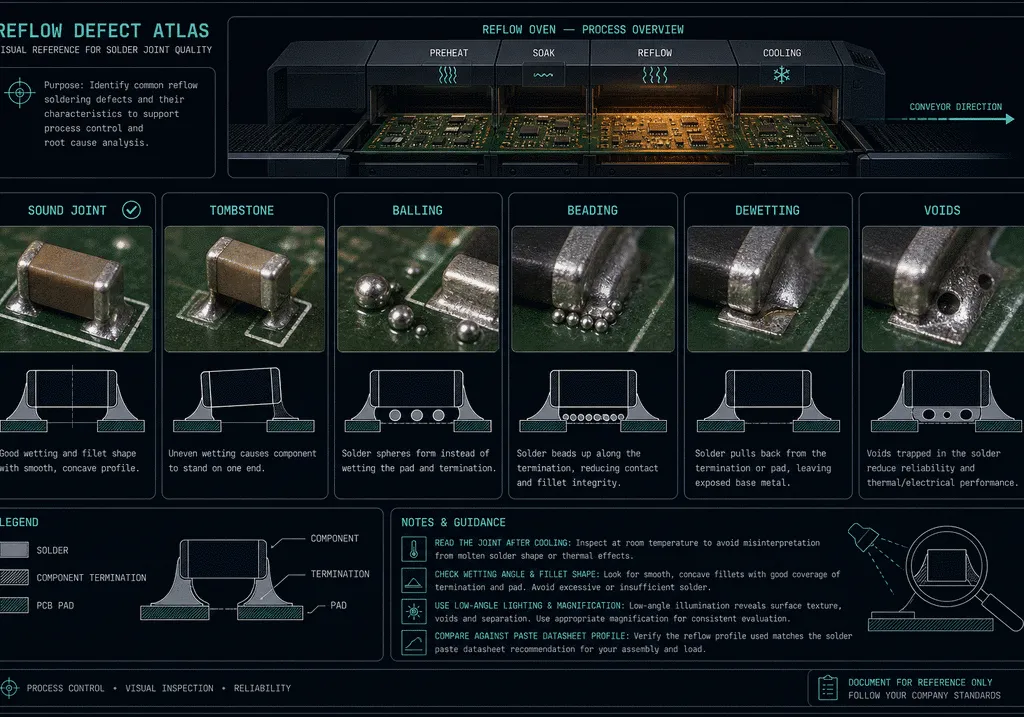 REFLOW DEFECT ATLAS
VISUAL REFERENCE FOR SOLDER JOINT QUALITY
Purpose: Identify common reflow
soldering defects and their
characteristics to support
process control and
root cause analysis.
REFLOW OVEN — PROCESS OVERVIEW
PREHEAT
SOAK
REFLOW
COOLING
CONVEYOR DIRECTION
SOUND JOINT
Good wetting and filet shape
with smooth, concave profile.
TOMBSTONE
Uneven wetting causes component
to stand on one end.
BALLING
Solder spheres form instead of
wetting the pad and termination.
BEADING
Solder beads up along the
termination, reducing contact
and fillet integrity.
DEWETTING
Solder pulls back from the
termination or pad, leaving
exposed base metal.
VOIDS
Voids trapped in the solder
reduce reliability and
thermal/electrical performance.
LEGEND
SOLDER
COMPONENT TERMINATION
PCB PAD
COMPONENT
TERMINATION
PAD
NOTES & GUIDANCE
READ THE JOINT AFTER COOLING: Inspect at room temperature to avoid misinterpretation
from molten solder shape or thermal effects.
CHECK WETTING ANGLE & FILLET SHAPE: Look for smooth, concave fillets with good coverage of
termination and pad. Avoid excessive or insufficient solder.
USE LOW-ANGLE LIGHTING & MAGNIFICATION: Low-angle illumination reveals surface texture,
voids and separation. Use appropriate magnification for consistent evaluation.
COMPARE AGAINST PASTE DATASHEET PROFILE: Verify the reflow profile used matches the solder
paste datasheet recommendation for your assembly and load.
PROCESS CONTROL • VISUAL INSPECTION • RELIABILITY
DOCUMENT FOR REFERENCE ONLY
FOLLOW YOUR COMPANY STANDARDS